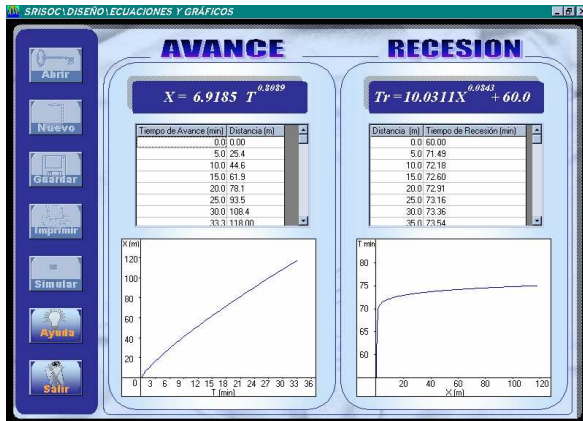 SRISOC\DISEÑO\ECUACIONES Y GRÁFICOS
Abrir
Nuevo
Guardar
Imprimir
Simular
Ayuda
Salir
AVANCE
X = 6.9185 T^0.8089
Tiempo de Avance (min) Distancia (m)
0.0 0.00
5.0 25.4
10.0 44.6
15.0 61.9
20.0 78.1
25.0 93.5
30.0 108.4
33.3 118.00
X (m)
120
100
80
60
40
20
0 3 6 9 12 15 18 21 24 27 30 33 36
T (min)
RECESION
Tr = 10.0311X^0.0843 + 60.0
Distancia (m) Tiempo de Recesión (min)
0.0 60.00
5.0 71.49
10.0 72.18
15.0 72.60
20.0 72.91
25.0 73.16
30.0 73.36
35.0 73.54
T min
80
75
70
65
60
20 40 60 80 100 120
X (m)